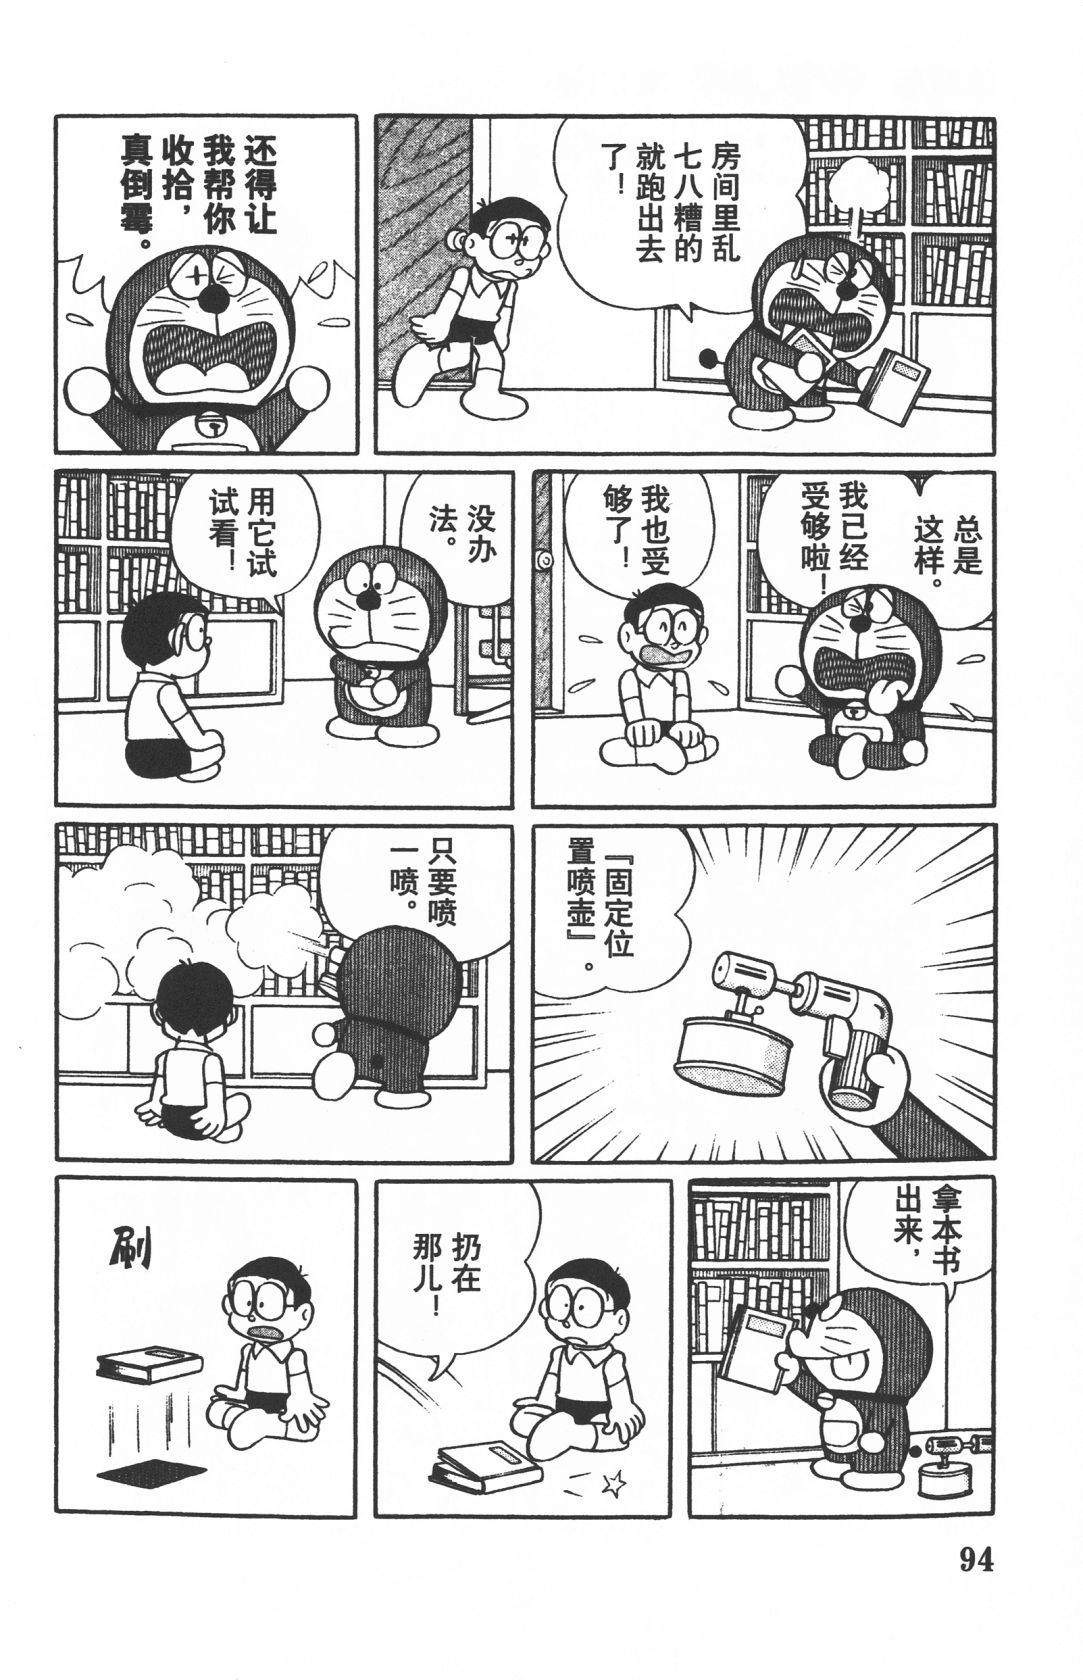 房间里乱
七八糟的
就跑出去
了！
还得让
我帮你
收拾，
真倒霉。
总是
这样。
我已经
受够啦！
我也受
够了！
没办
法。
用它试
试看！
『固定位
置喷壶』。
只要喷
一喷。
拿本书
出来，
扔在
那儿！
刷
94